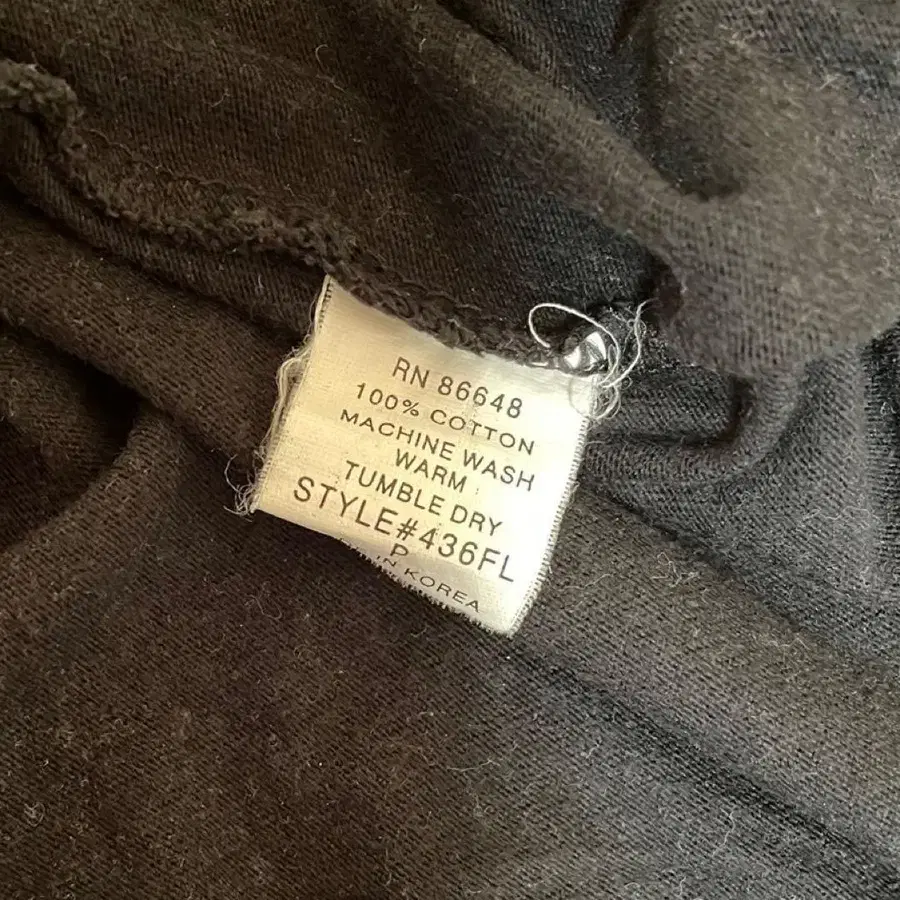 RN 86648
100% COTTON
MACHINE WASH
WARM
TUMBLE DRY
STYLE#436FL
P
IN KOREA